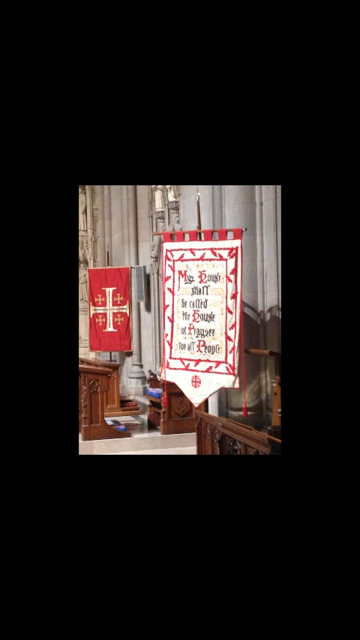 My House
shall
be called
the House
of Prayer
for all People